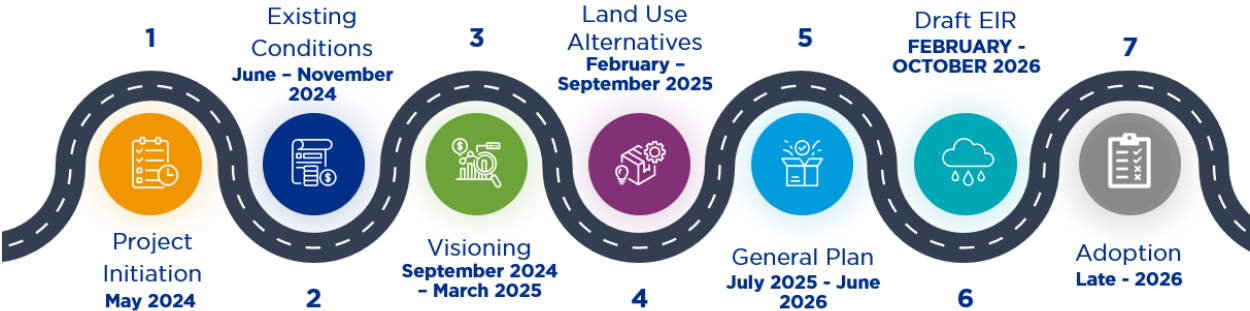 1
Project
Initiation
May 2024
Existing
Conditions
June – November
2024
2
3
Visioning
September 2024
– March 2025
Land Use
Alternatives
February –
September 2025
4
5
General Plan
July 2025 - June
2026
Draft EIR
FEBRUARY -
OCTOBER 2026
6
7
Adoption
Late - 2026